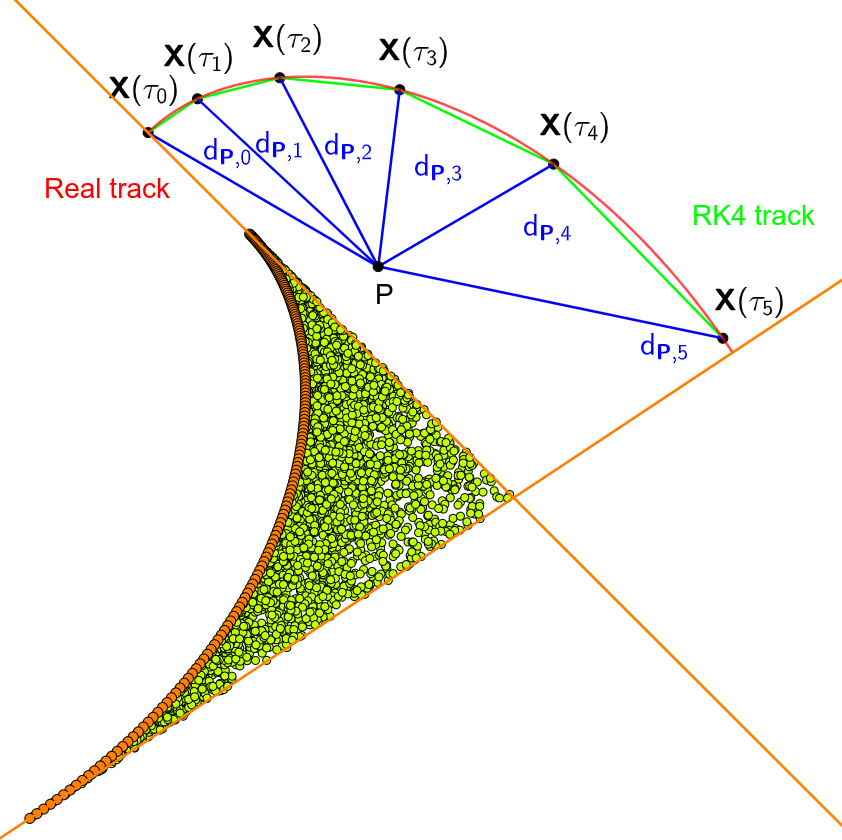 𝐗(τ₀)
𝐗(τ₁)
𝐗(τ₂)
𝐗(τ₃)
𝐗(τ₄)
d𝐏,0
d𝐏,1
d𝐏,2
d𝐏,3
d𝐏,4
Real track
RK4 track
P
𝐗(τ₅)
d𝐏,5